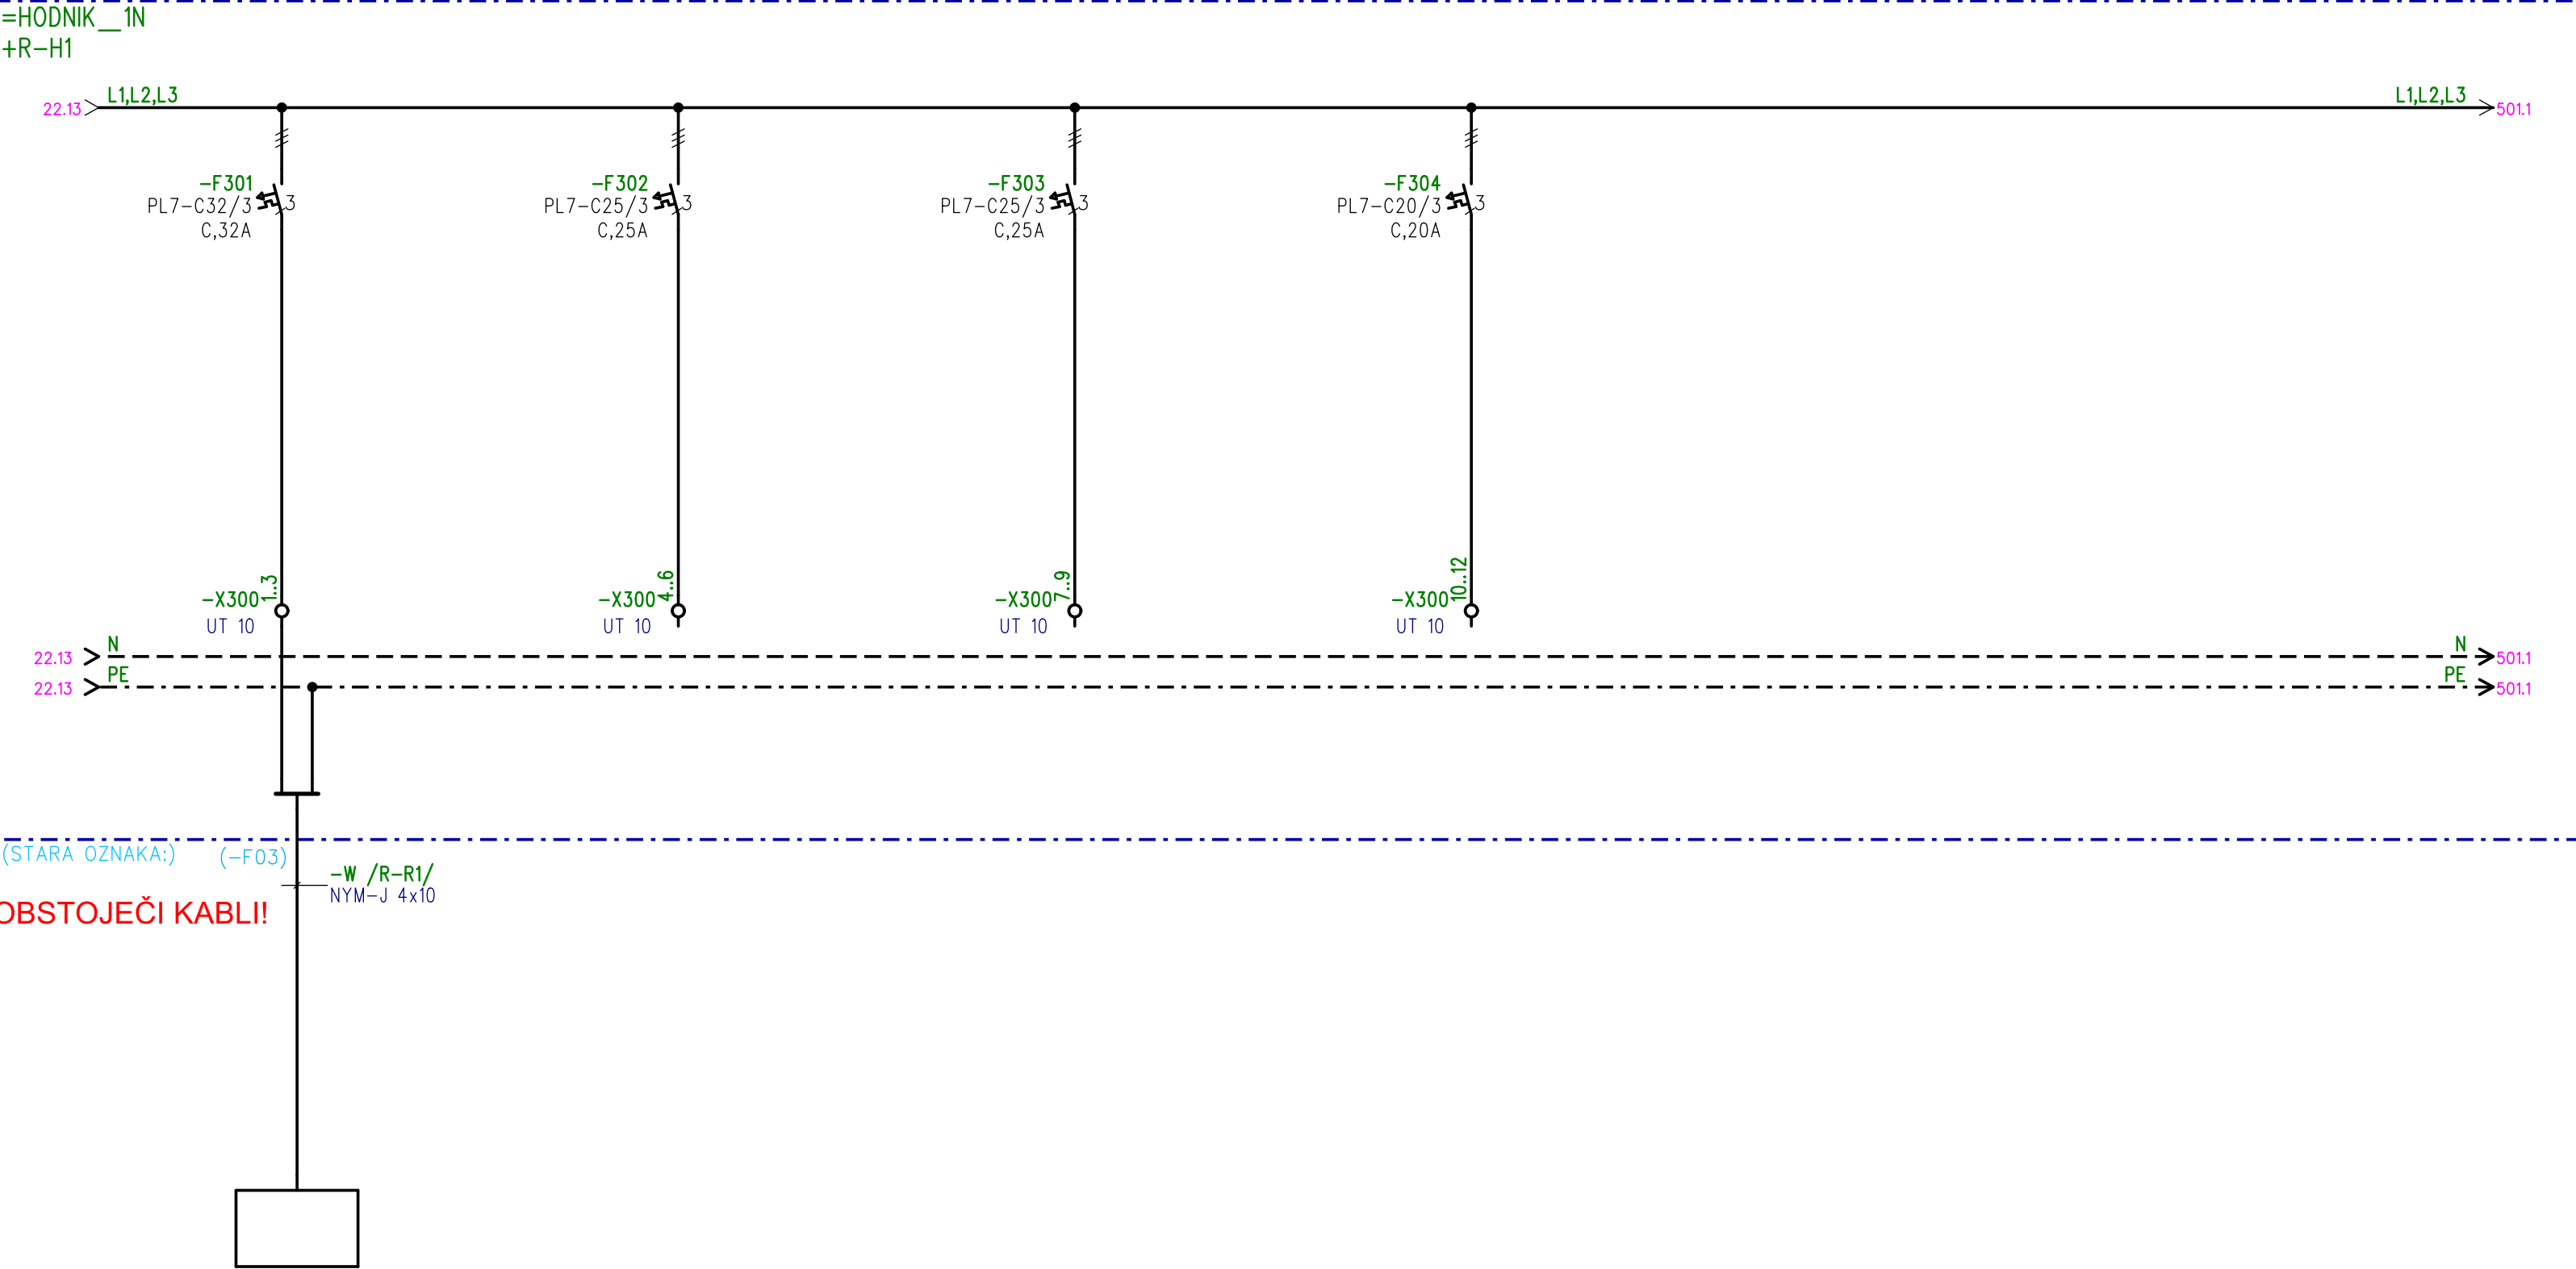 =HODNIK__1N
+R-H1
22.13 L1,L2,L3 L1,L2,L3 501.1
-F301 -F302 -F303 -F304
PL7-C32/3 3 PL7-C25/3 3 PL7-C25/3 3 PL7-C20/3 3
C,32A C,25A C,25A C,20A
-X300 1..3 -X300 4..6 -X300 7..9 -X300 10..12
UT 10 UT 10 UT 10 UT 10
22.13 N N 501.1
22.13 PE PE 501.1
(STARA OZNAKA:) (-F03)
-W /R-R1/
NYM-J 4x10
OBSTOJEČI KABLI!